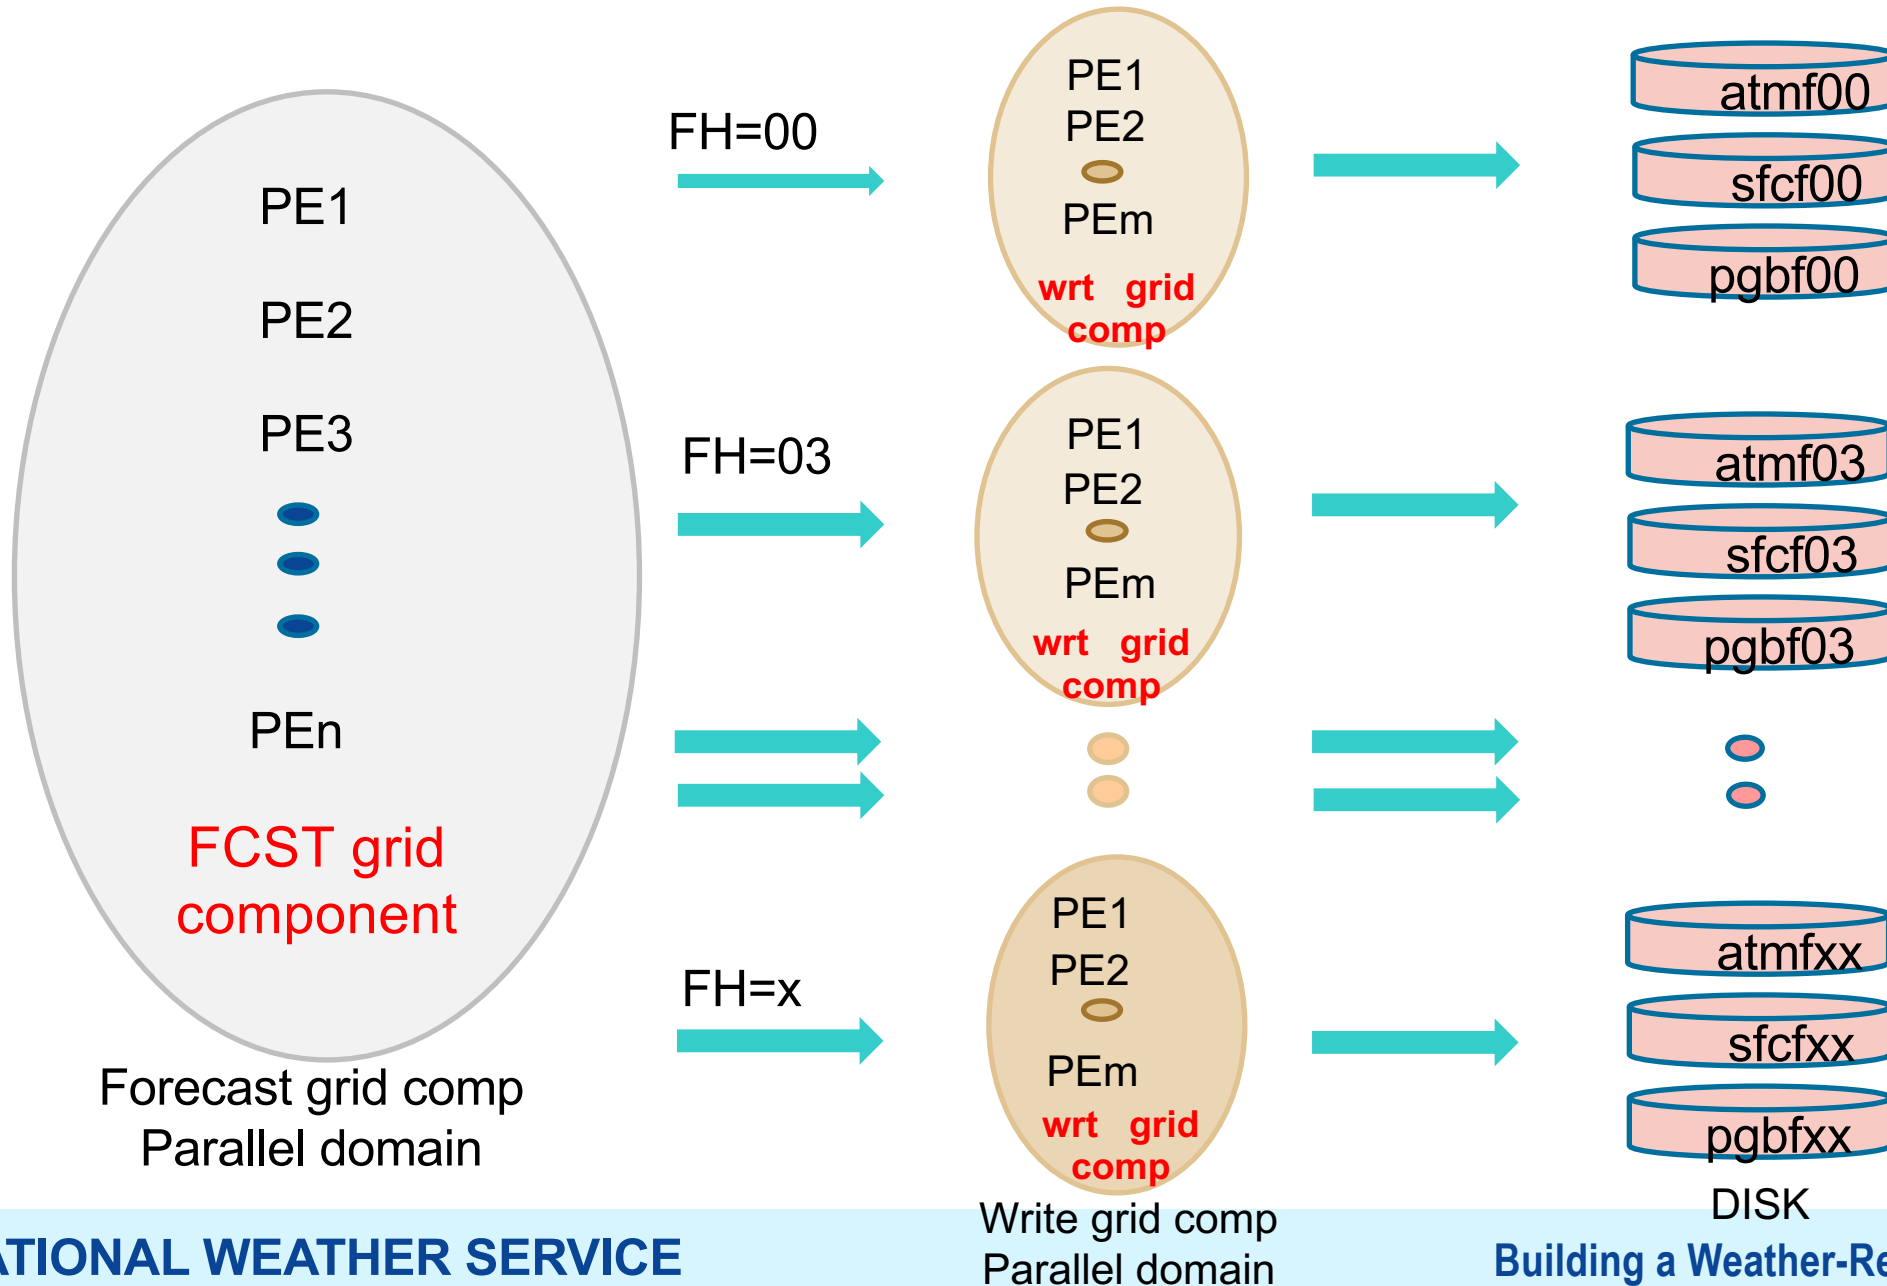 PE1
PE2
PE3
PEn
FCST grid
component
Forecast grid comp
Parallel domain
FH=00
FH=03
FH=x
PE1
PE2
PEm
wrt grid
comp
PE1
PE2
PEm
wrt grid
comp
PE1
PE2
PEm
wrt grid
comp
Write grid comp
Parallel domain
atmf00
sfcf00
pgbf00
atmf03
sfcf03
pgbf03
atmfxx
sfcfxx
pgbfxx
DISK
ATIONAL WEATHER SERVICE
Building a Weather-Re